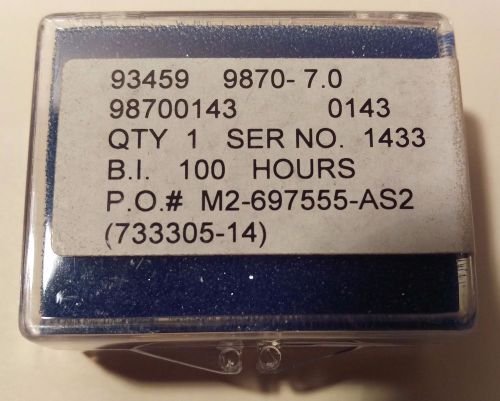 93459 9870- 7.0
98700143 0143
QTY 1 SER NO. 1433
B.I. 100 HOURS
P.O.# M2-697555-AS2
(733305-14)